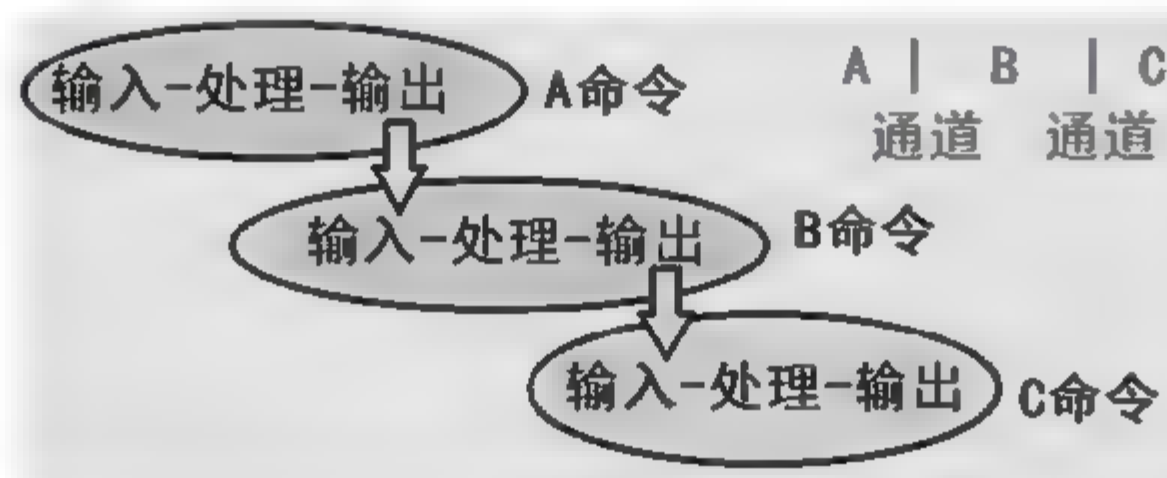 输入-处理-输出 A命令
A | B | C
通道 通道
输入-处理-输出 B命令
输入-处理-输出 C命令